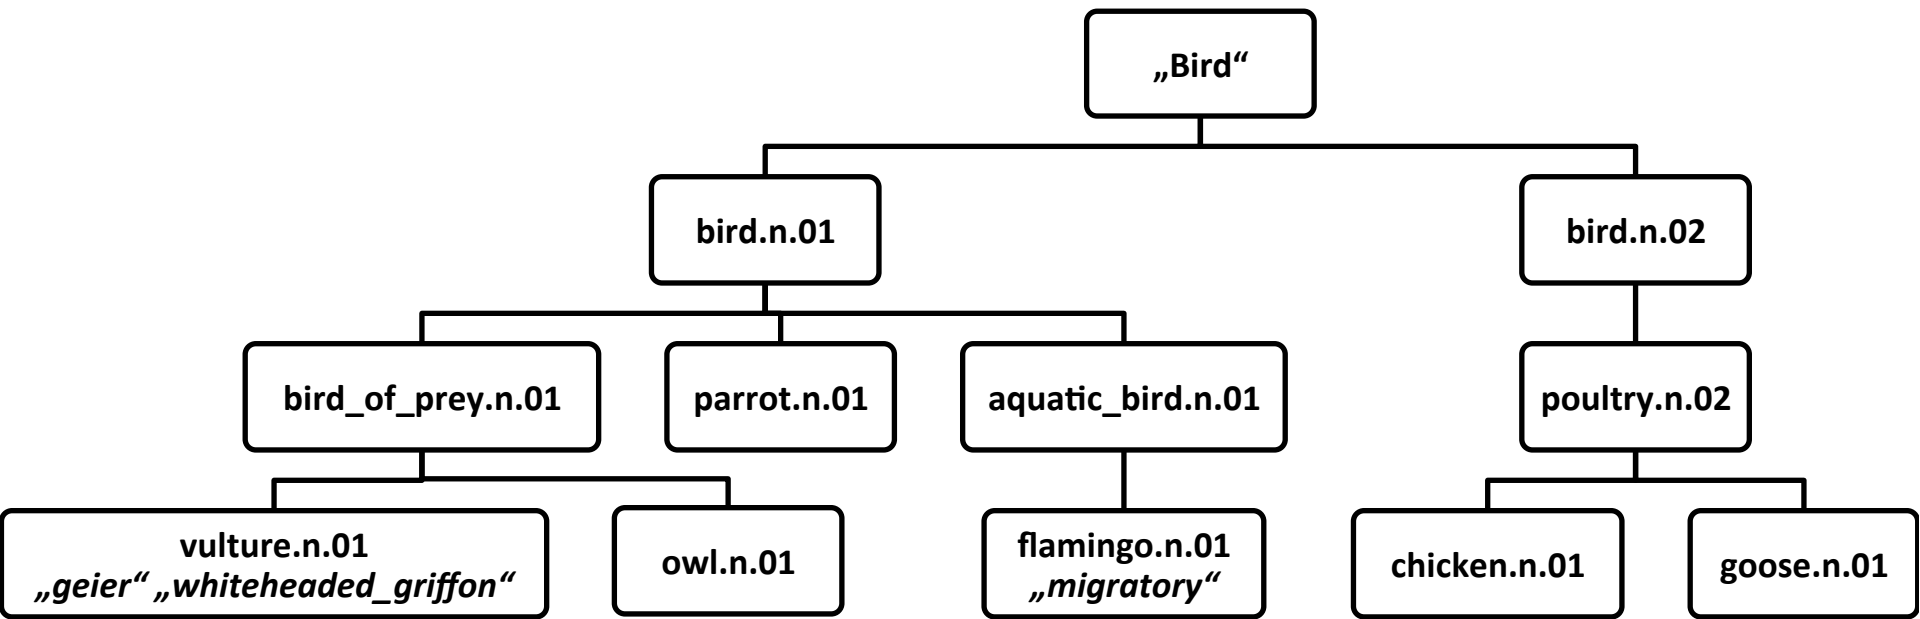 „Bird“
bird.n.01
bird.n.02
bird_of_prey.n.01
parrot.n.01
aquatic_bird.n.01
poultry.n.02
vulture.n.01
„geier“ „whiteheaded_griffon“
owl.n.01
flamingo.n.01
„migratory“
chicken.n.01
goose.n.01